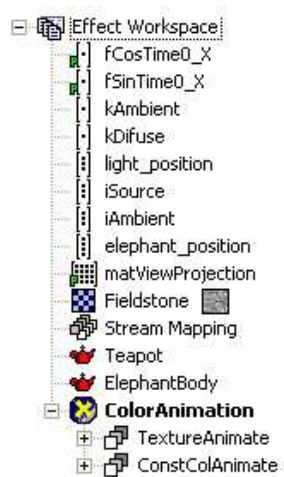 Effect Workspace
fCosTime0_X
fSinTime0_X
kAmbient
kDifuse
light_position
iSource
iAmbient
elephant_position
matViewProjection
Fieldstone
Stream Mapping
Teapot
ElephantBody
ColorAnimation
TextureAnimate
ConstColAnimate